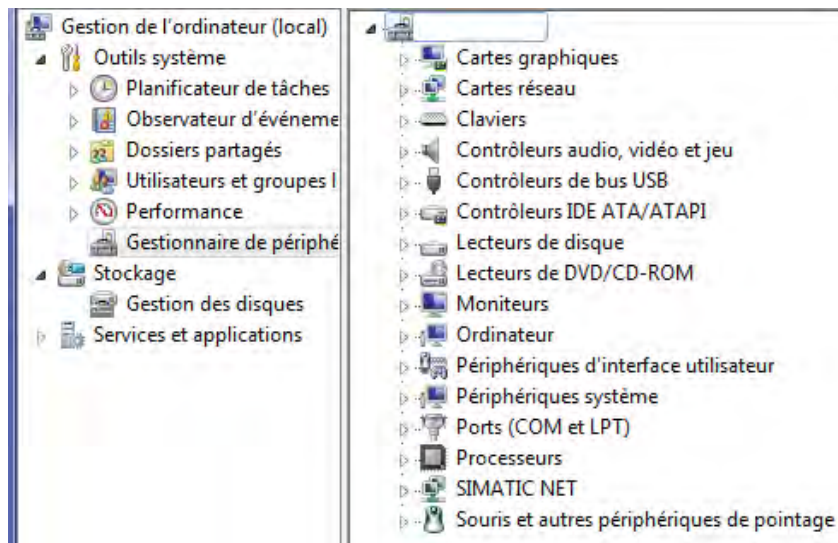 Gestion de l'ordinateur (local)
Outils système
Planificateur de tâches
Observateur d'événeme
Dossiers partagés
Utilisateurs et groupes l
Performance
Gestionnaire de périphé
Stockage
Gestion des disques
Services et applications
Cartes graphiques
Cartes réseau
Claviers
Contrôleurs audio, vidéo et jeu
Contrôleurs de bus USB
Contrôleurs IDE ATA/ATAPI
Lecteurs de disque
Lecteurs de DVD/CD-ROM
Moniteurs
Ordinateur
Périphériques d'interface utilisateur
Périphériques système
Ports (COM et LPT)
Processeurs
SIMATIC NET
Souris et autres périphériques de pointage